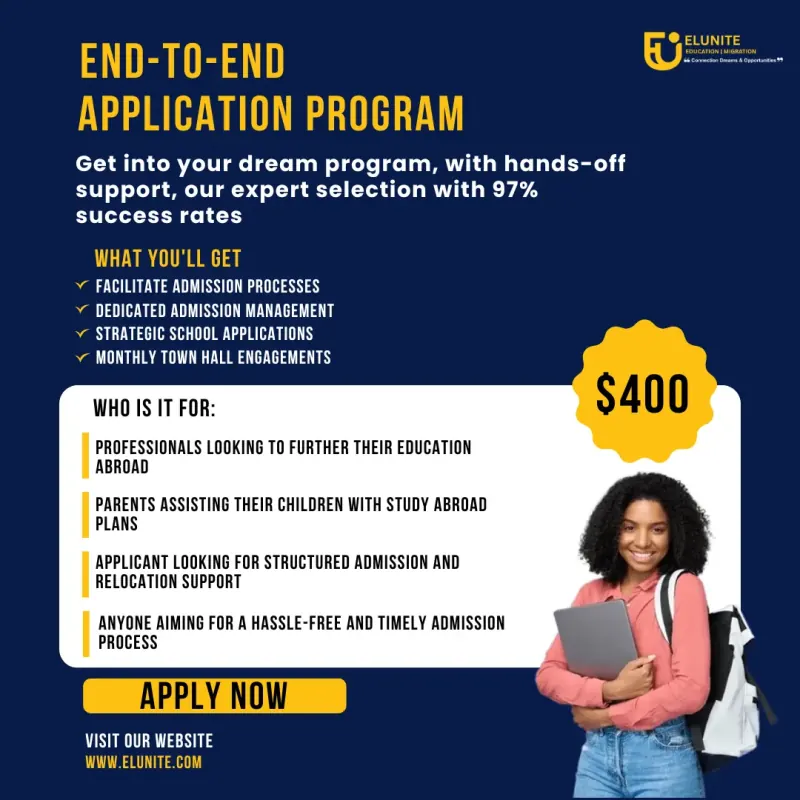 END-TO-END
APPLICATION PROGRAM
ELUNITE
EDUCATION | MIGRATION
❝ Connection Dreams & Opportunities ❞
Get into your dream program, with hands-off
support, our expert selection with 97%
success rates
WHAT YOU'LL GET
FACILITATE ADMISSION PROCESSES
DEDICATED ADMISSION MANAGEMENT
STRATEGIC SCHOOL APPLICATIONS
MONTHLY TOWN HALL ENGAGEMENTS
$400
WHO IS IT FOR:
PROFESSIONALS LOOKING TO FURTHER THEIR EDUCATION
ABROAD
PARENTS ASSISTING THEIR CHILDREN WITH STUDY ABROAD
PLANS
APPLICANT LOOKING FOR STRUCTURED ADMISSION AND
RELOCATION SUPPORT
ANYONE AIMING FOR A HASSLE-FREE AND TIMELY ADMISSION
PROCESS
APPLY NOW
VISIT OUR WEBSITE
WWW.ELUNITE.COM